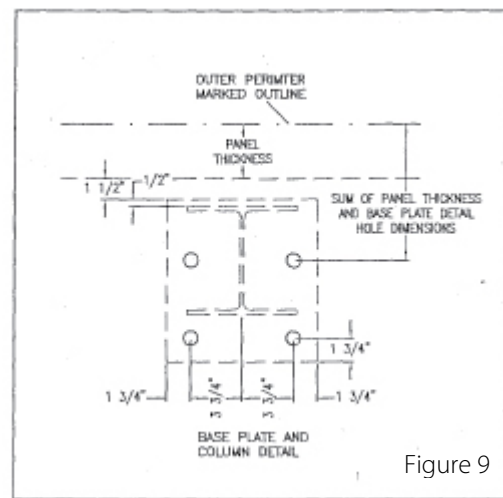 OUTER PERIMTER
MARKED OUTLINE
PANEL
THICKNESS
1 1/2"
1/2"
SUM OF PANEL THICKNESS
AND BASE PLATE DETAIL
HOLE DIMENSIONS
1 3/4"
1 3/4"
3 3/4"
3 3/4"
1 3/4"
BASE PLATE AND
COLUMN DETAIL
Figure 9